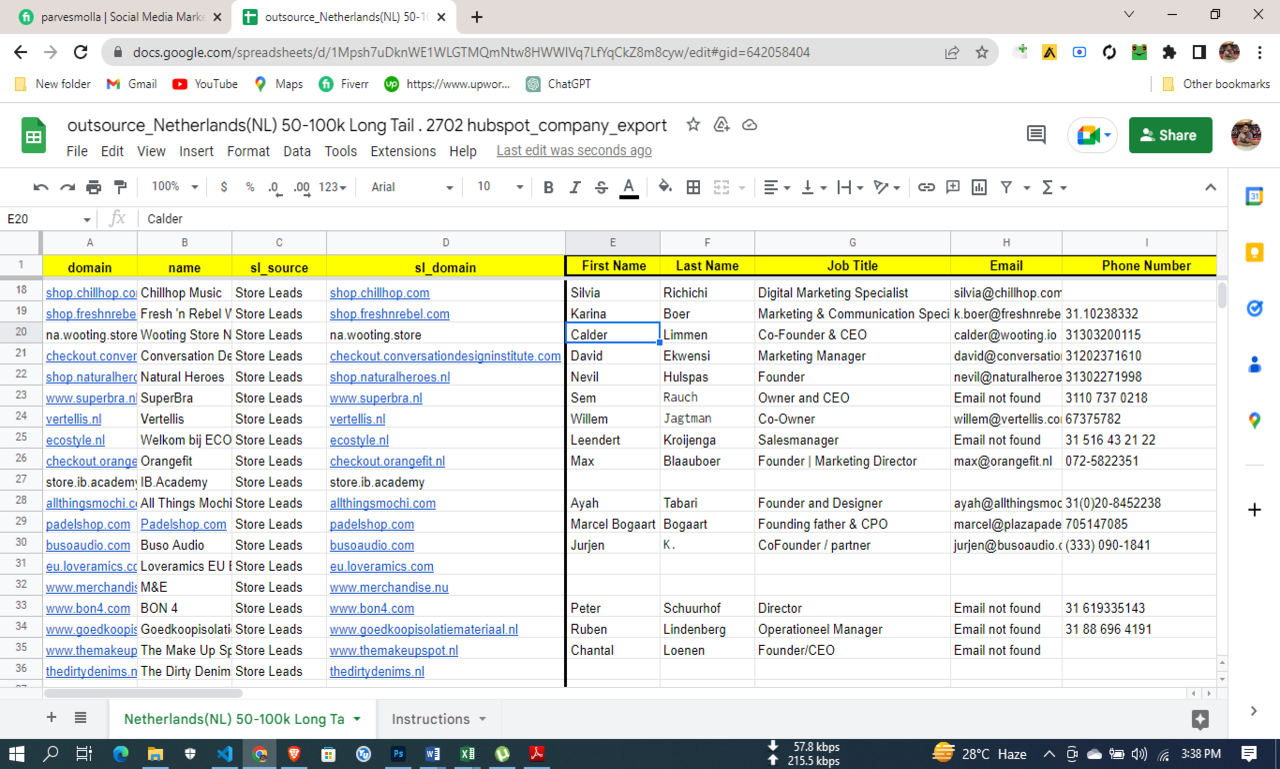 parvesmolla | Social Media Marke
outsource_Netherlands(NL) 50-10
docs.google.com/spreadsheets/d/1Mpsh7uDknWE1WLGTMQmNtw8HWWIVq7LfYqCkZ8m8cyw/edit#gid=642058404
New folder Gmail YouTube Maps Fiverr https://www.upwor... ChatGPT Other bookmarks
outsource_Netherlands(NL) 50-100k Long Tail . 2702 hubspot_company_export
Share
File Edit View Insert Format Data Tools Extensions Help Last edit was seconds ago
100% $ % .0 .00 123 Arial 10 B I S A
E20 fx Calder
A B C D E F G H I
1 domain name sl_source sl_domain First Name Last Name Job Title Email Phone Number
18 shop.chillhop.co Chillhop Music Store Leads shop.chillhop.com Silvia Richichi Digital Marketing Specialist silvia@chillhop.com
19 shop.freshnrebe Fresh 'n Rebel W Store Leads shop.freshnrebel.com Karina Boer Marketing & Communication Speci k.boer@freshnrebe 31.10238332
20 na.wooting.store Wooting Store N Store Leads na.wooting.store Calder Limmen Co-Founder & CEO calder@wooting.io 31303200115
21 checkout.conver Conversation De Store Leads checkout.conversationdesigninstitute.com David Ekwensi Marketing Manager david@conversatio 31202371610
22 shop.naturalherc Natural Heroes Store Leads shop.naturalheroes.nl Nevil Hulspas Founder nevil@naturalheroe 31302271998
23 www.superbra.nl SuperBra Store Leads www.superbra.nl Sem Rauch Owner and CEO Email not found 3110 737 0218
24 vertellis.nl Vertellis Store Leads vertellis.nl Willem Jagtman Co-Owner willem@vertellis.co 67375782
25 ecostyle.nl Welkom bij ECO Store Leads ecostyle.nl Leendert Kroijenga Salesmanager Email not found 31 516 43 21 22
26 checkout.orange Orangefit Store Leads checkout.orangefit.nl Max Blaauboer Founder | Marketing Director max@orangefit.nl 072-5822351
27 store.ib.academy IB.Academy Store Leads store.ib.academy
28 allthingsmochi.c All Things Mochi Store Leads allthingsmochi.com Ayah Tabari Founder and Designer ayah@allthingsmoc 31(0)20-8452238
29 padelshop.com Padelshop.com Store Leads padelshop.com Marcel Bogaart Bogaart Founding father & CPO marcel@plazapade 705147085
30 busoaudio.com Buso Audio Store Leads busoaudio.com Jurjen K. CoFounder / partner jurjen@busoaudio.c (333) 090-1841
31 eu.loveramics.cc Loveramics EU E Store Leads eu.loveramics.com
32 www.merchandis M&E Store Leads www.merchandise.nu
33 www.bon4.com BON 4 Store Leads www.bon4.com Peter Schuurhof Director Email not found 31 619335143
34 www.goedkoopis Goedkoopisolati Store Leads www.goedkoopisolatiemateriaal.nl Ruben Lindenberg Operationeel Manager Email not found 31 88 696 4191
35 www.themakeup The Make Up Sp Store Leads www.themakeupspot.nl Chantal Loenen Founder/CEO Email not found
36 thedirtydenims.n The Dirty Denim Store Leads thedirtydenims.nl
Netherlands(NL) 50-100k Long Ta Instructions
57.8 kbps
215.5 kbps
28°C Haze 3:38 PM